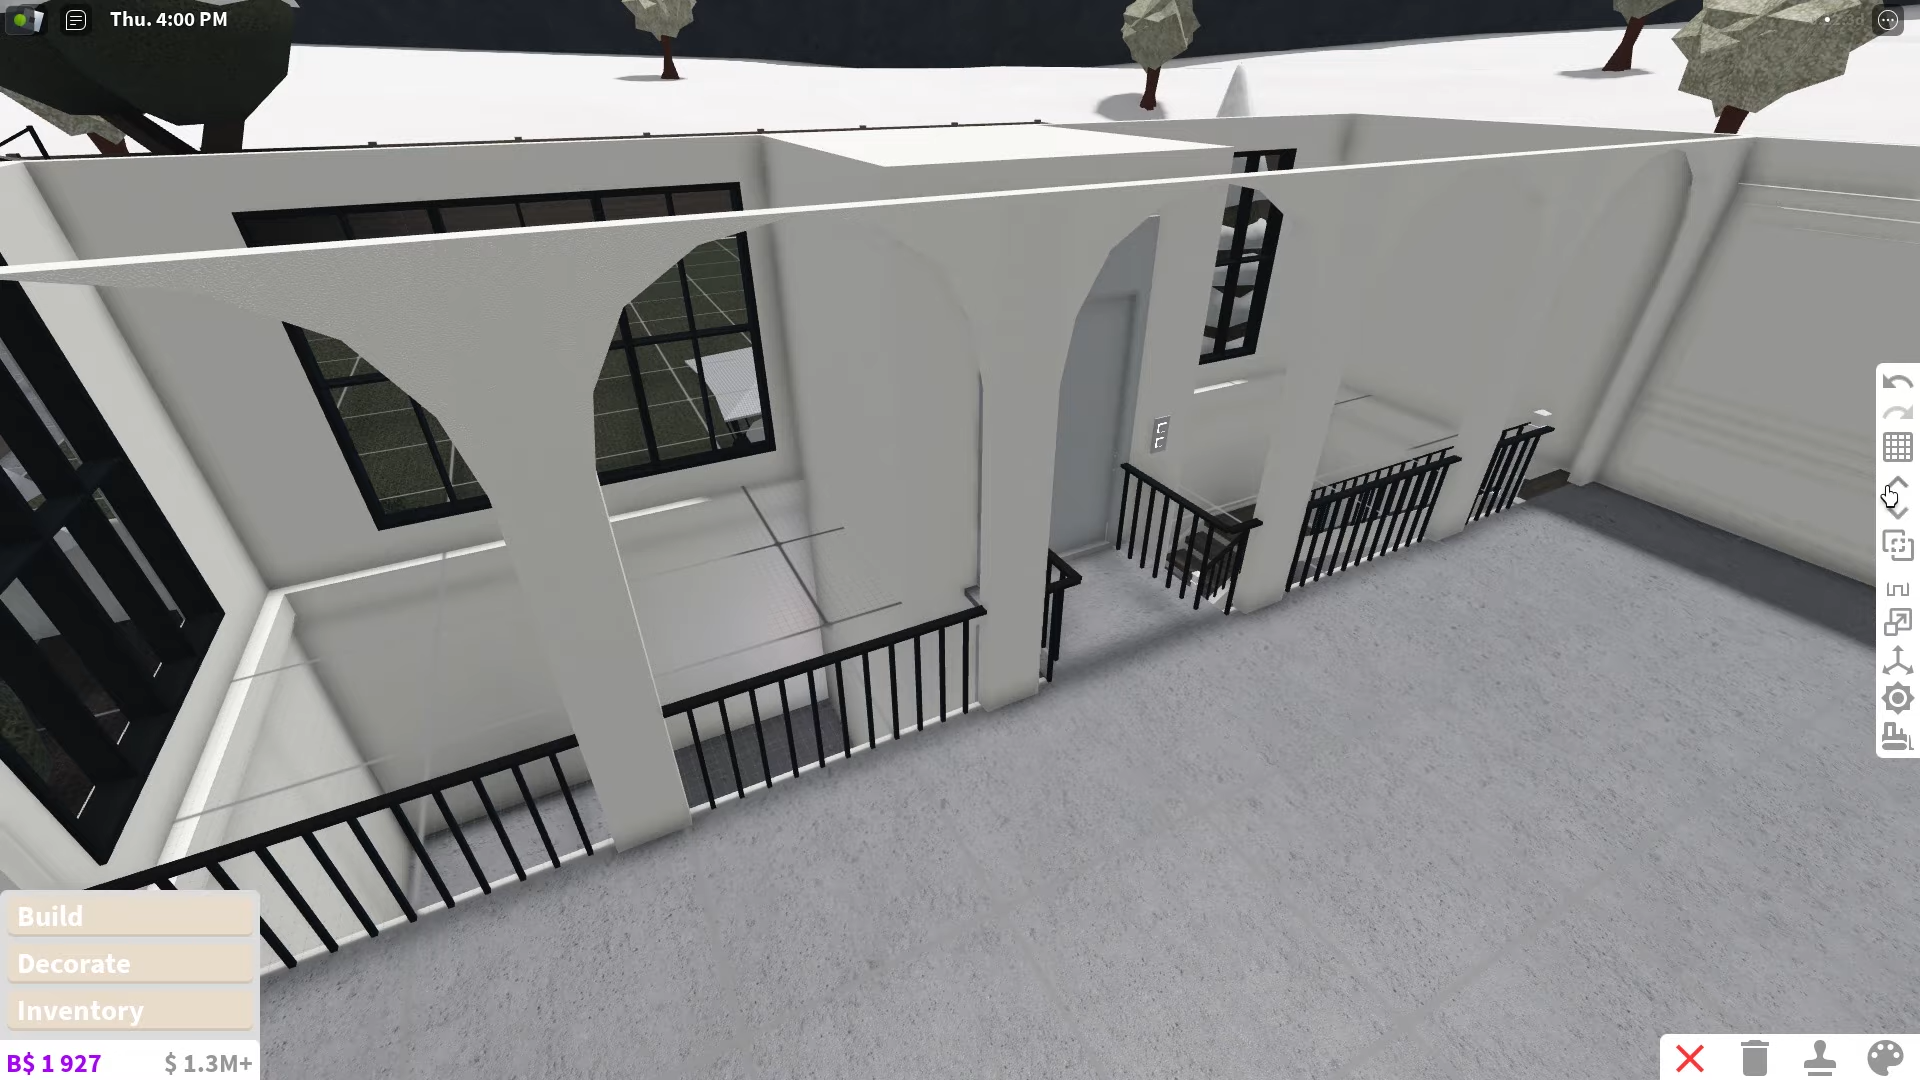 Thu. 4:00 PM
Build
Decorate
Inventory
B$ 1 927
$ 1.3M+